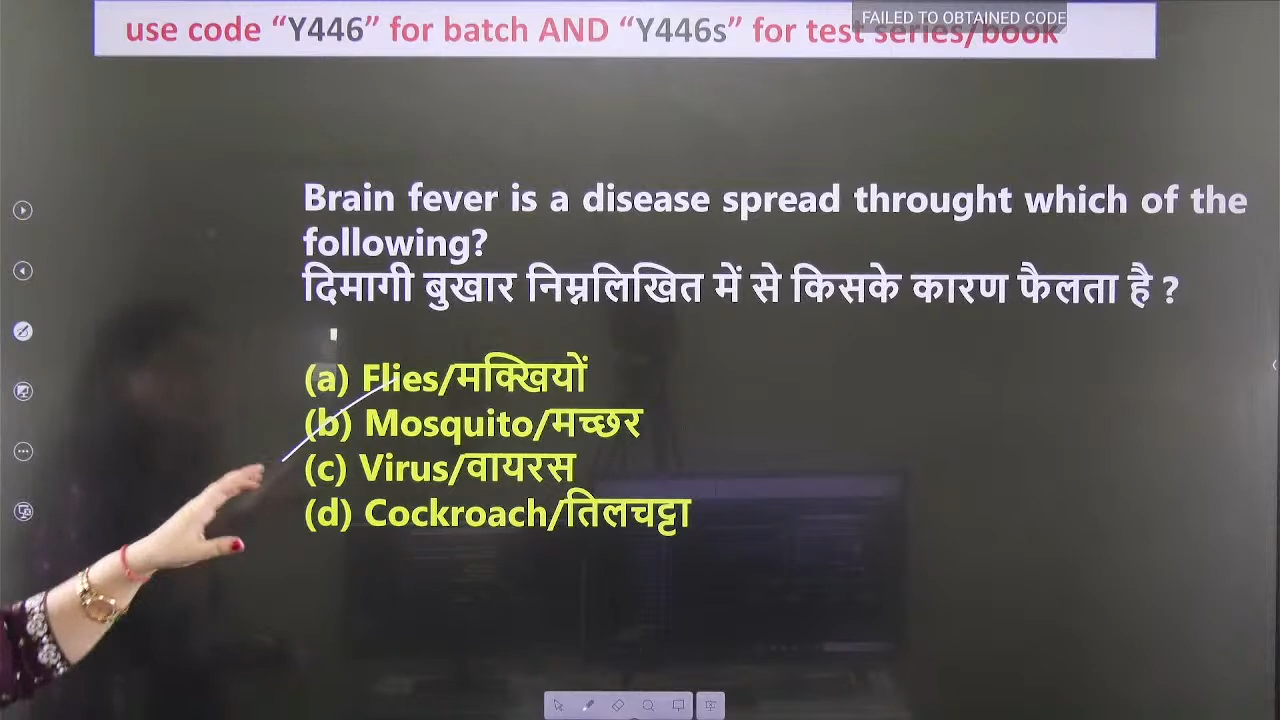 use code “Y446” for batch AND “Y446s” for test series/book
FAILED TO OBTAINED CODE
Brain fever is a disease spread throught which of the
following?
दिमागी बुखार निम्नलिखित में से किसके कारण फैलता है ?
(a) Flies/मक्खियों
(b) Mosquito/मच्छर
(c) Virus/वायरस
(d) Cockroach/तिलचट्टा